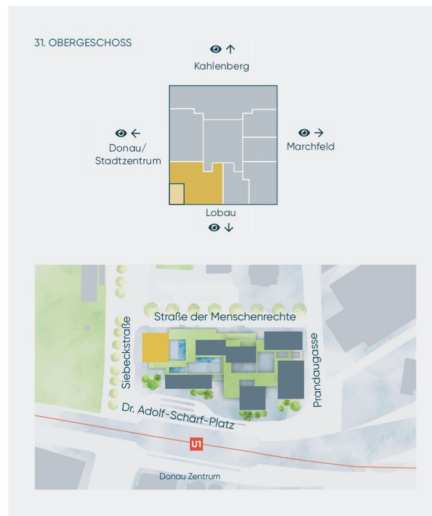 31. OBERGESCHOSS
Kahlenberg
Donau/
Stadtzentrum
Marchfeld
Lobau
Straße der Menschenrechte
Siebeckstraße
Prandaugasse
Dr. Adolf-Schärf-Platz
U1
Donau Zentrum